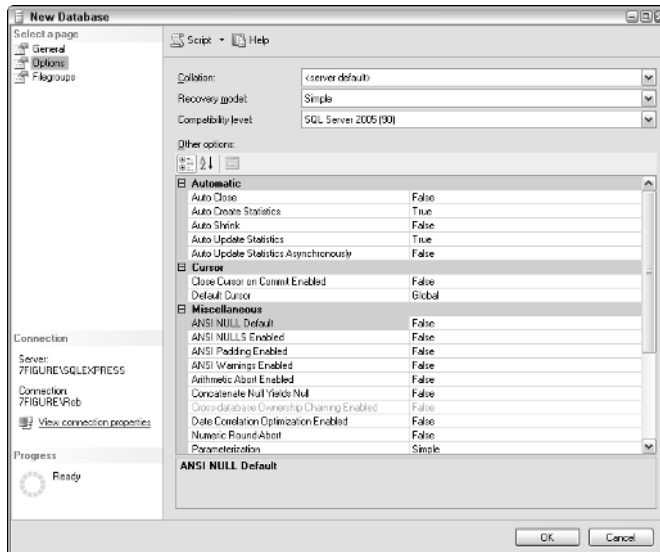 New Database
Select a page
General
Options
Filegroups
Script
Help
Collation:
<server default>
Recovery model:
Simple
Compatibility level:
SQL Server 2005 (90)
Other options:
Automatic
Auto Close False
Auto Create Statistics True
Auto Shrink False
Auto Update Statistics True
Auto Update Statistics Asynchronously False
Cursor
Close Cursor on Commit Enabled False
Default Cursor Global
Miscellaneous
ANSI NULL Default False
ANSI NULLS Enabled False
ANSI Padding Enabled False
ANSI Warnings Enabled False
Arithmetic Abort Enabled False
Concatenate Null Yields Null False
Cross-database Ownership Chaining Enabled False
Date Correlation Optimization Enabled False
Numeric Round-Abort False
Parameterization Simple
ANSI NULL Default
Connection
Server:
7FIGURE\SQLEXPRESS
Connection:
7FIGURE\Rob
View connection properties
Progress
Ready
OK
Cancel